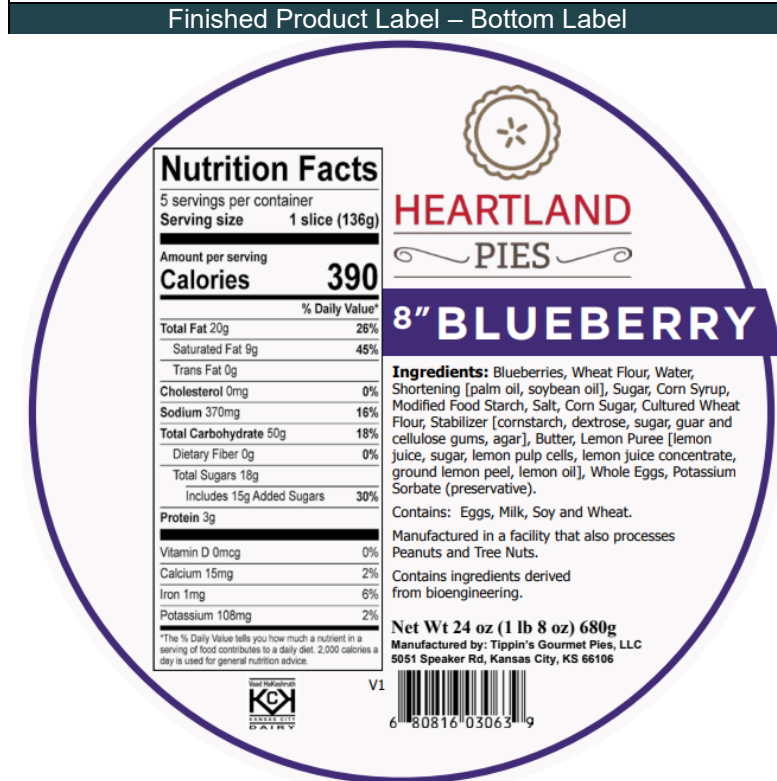 Finished Product Label – Bottom Label
Nutrition Facts
5 servings per container
Serving size 1 slice (136g)
Amount per serving
Calories 390
% Daily Value*
Total Fat 20g 26%
Saturated Fat 9g 45%
Trans Fat 0g
Cholesterol 0mg 0%
Sodium 370mg 16%
Total Carbohydrate 50g 18%
Dietary Fiber 0g 0%
Total Sugars 18g
Includes 15g Added Sugars 30%
Protein 3g
Vitamin D 0mcg 0%
Calcium 15mg 2%
Iron 1mg 6%
Potassium 108mg 2%
*The % Daily Value tells you how much a nutrient in a
serving of food contributes to a daily diet. 2,000 calories a
day is used for general nutrition advice.
Vaad HaKashruth
KCK
KANSAS CITY
DAIRY
HEARTLAND
PIES
8" BLUEBERRY
Ingredients: Blueberries, Wheat Flour, Water,
Shortening [palm oil, soybean oil], Sugar, Corn Syrup,
Modified Food Starch, Salt, Corn Sugar, Cultured Wheat
Flour, Stabilizer [cornstarch, dextrose, sugar, guar and
cellulose gums, agar], Butter, Lemon Puree [lemon
juice, sugar, lemon pulp cells, lemon juice concentrate,
ground lemon peel, lemon oil], Whole Eggs, Potassium
Sorbate (preservative).
Contains: Eggs, Milk, Soy and Wheat.
Manufactured in a facility that also processes
Peanuts and Tree Nuts.
Contains ingredients derived
from bioengineering.
Net Wt 24 oz (1 lb 8 oz) 680g
Manufactured by: Tippin's Gourmet Pies, LLC
5051 Speaker Rd, Kansas City, KS 66106
V1
6 80816 03063 9